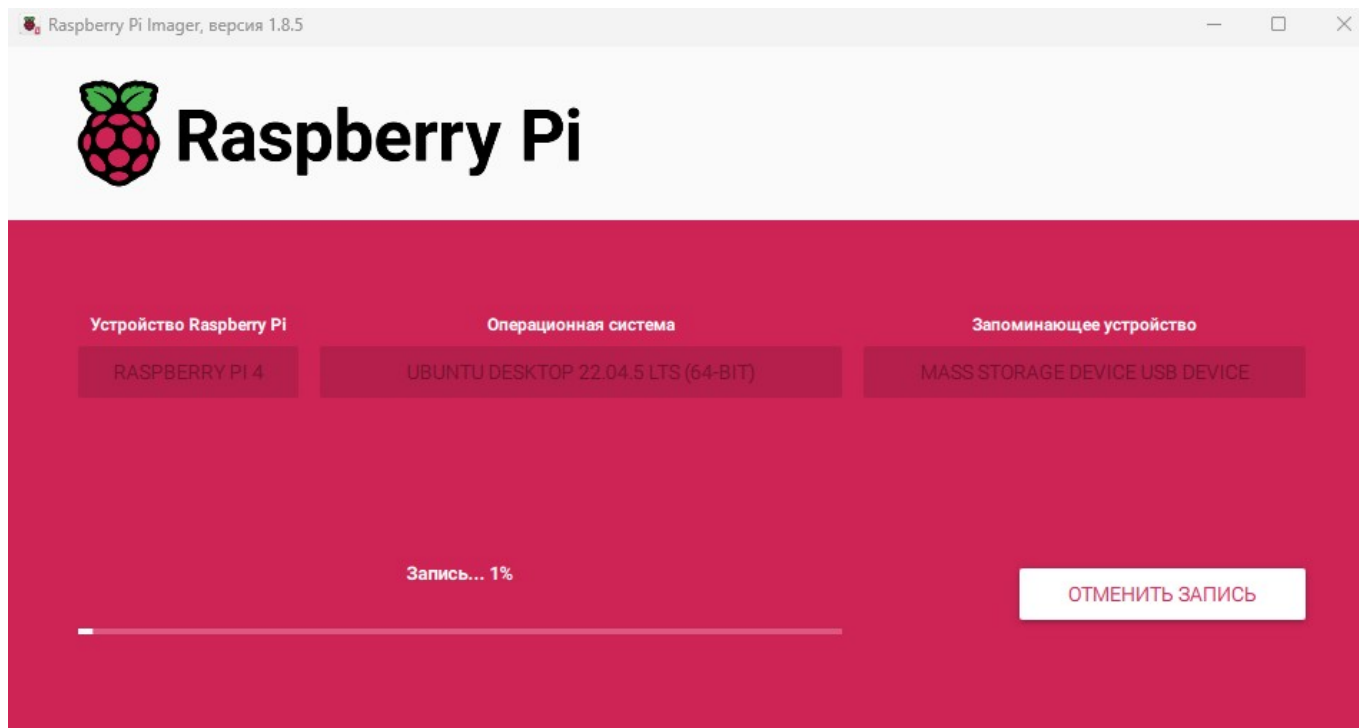 Raspberry Pi Imager, версия 1.8.5
Raspberry Pi
Устройство Raspberry Pi
Операционная система
Запоминающее устройство
RASPBERRY PI 4
UBUNTU DESKTOP 22.04.5 LTS (64-BIT)
MASS STORAGE DEVICE USB DEVICE
Запись... 1%
ОТМЕНИТЬ ЗАПИСЬ